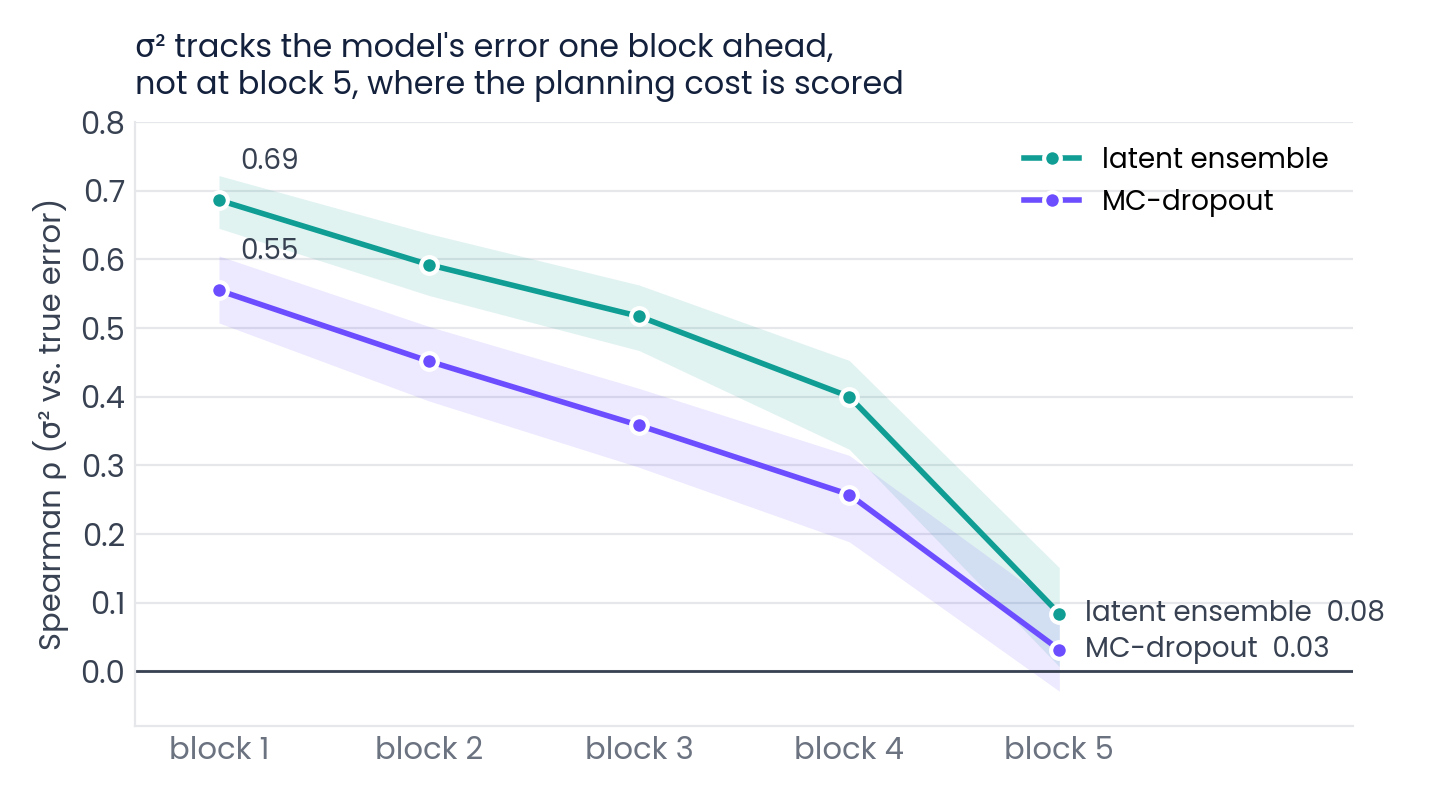 σ² tracks the model's error one block ahead,
not at block 5, where the planning cost is scored
Spearman ρ (σ² vs. true error)
0.8
0.7
0.6
0.5
0.4
0.3
0.2
0.1
0.0
0.69
0.55
latent ensemble
MC-dropout
latent ensemble 0.08
MC-dropout 0.03
block 1 block 2 block 3 block 4 block 5